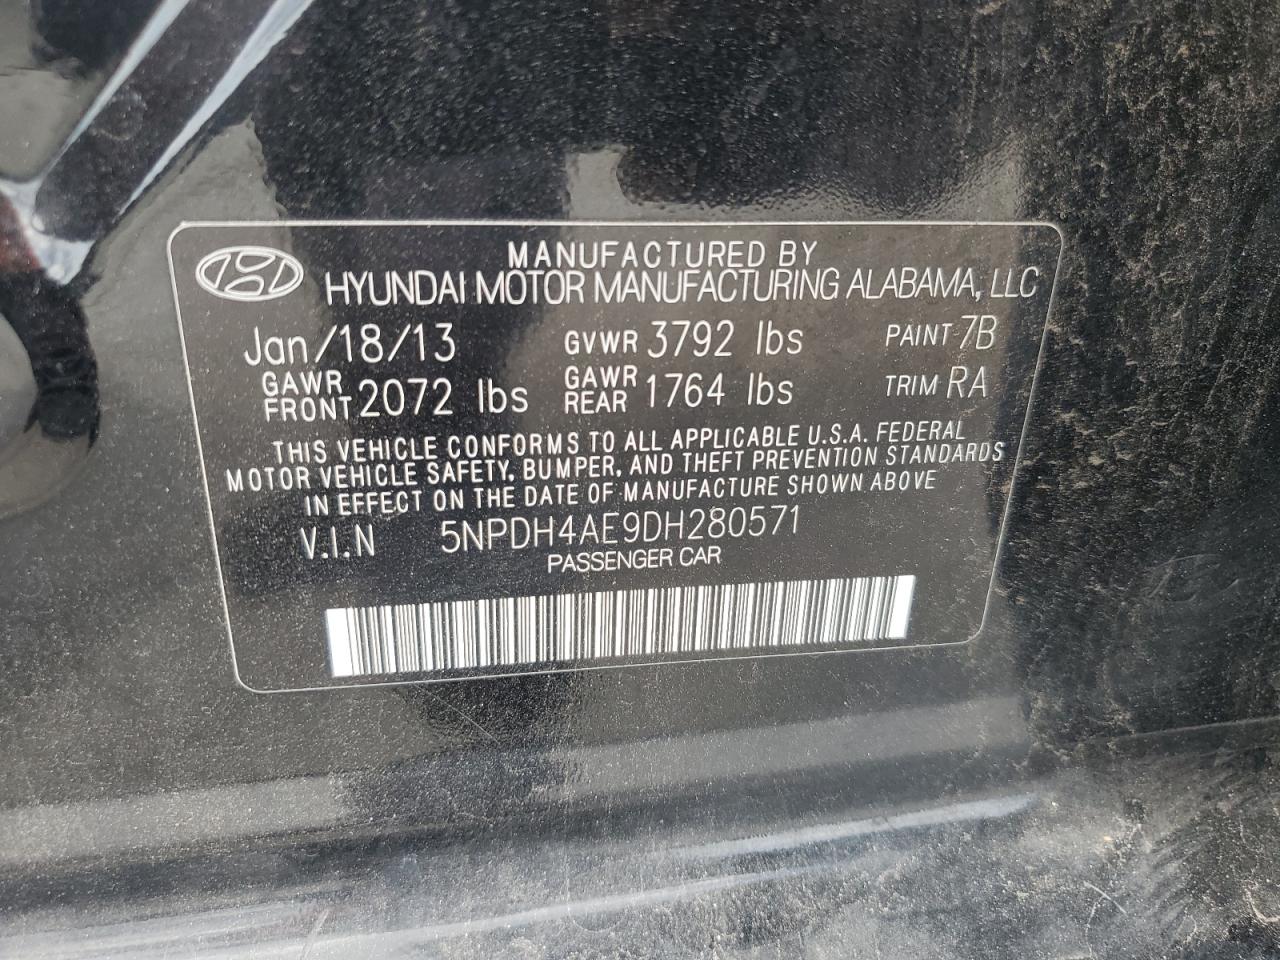 MANUFACTURED BY
HYUNDAI MOTOR MANUFACTURING ALABAMA, LLC
Jan/18/13 GVWR 3792 lbs PAINT 7B
GAWR FRONT 2072 lbs GAWR REAR 1764 lbs TRIM RA
THIS VEHICLE CONFORMS TO ALL APPLICABLE U.S.A. FEDERAL
MOTOR VEHICLE SAFETY, BUMPER, AND THEFT PREVENTION STANDARDS
IN EFFECT ON THE DATE OF MANUFACTURE SHOWN ABOVE
V.I.N 5NPDH4AE9DH280571
PASSENGER CAR